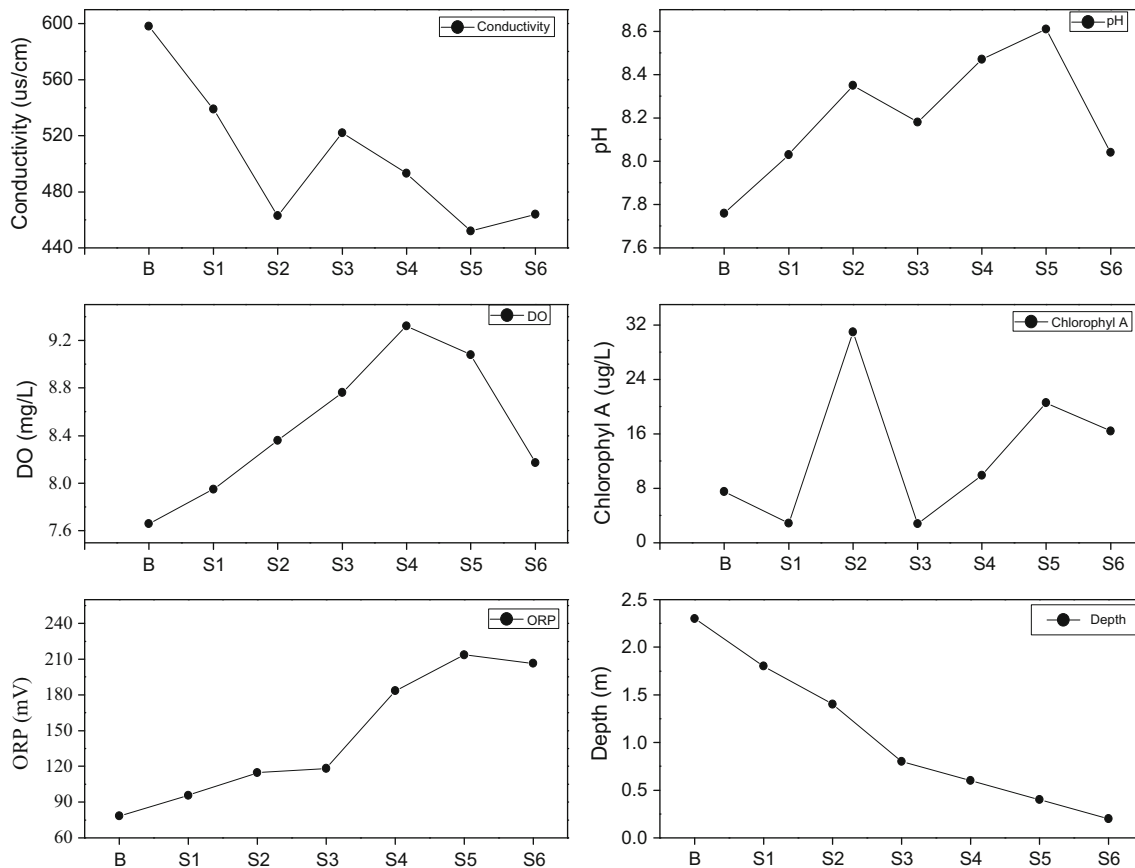 Conductivity (us/cm)
600
560
520
480
440
Conductivity
B S1 S2 S3 S4 S5 S6
pH
8.6
8.4
8.2
8.0
7.8
7.6
pH
B S1 S2 S3 S4 S5 S6
DO (mg/L)
9.2
8.8
8.4
8.0
7.6
DO
B S1 S2 S3 S4 S5 S6
Chlorophyl A (ug/L)
32
24
16
8
0
Chlorophyl A
B S1 S2 S3 S4 S5 S6
ORP (mV)
240
210
180
150
120
90
60
ORP
B S1 S2 S3 S4 S5 S6
Depth (m)
2.5
2.0
1.5
1.0
0.5
0.0
Depth
B S1 S2 S3 S4 S5 S6